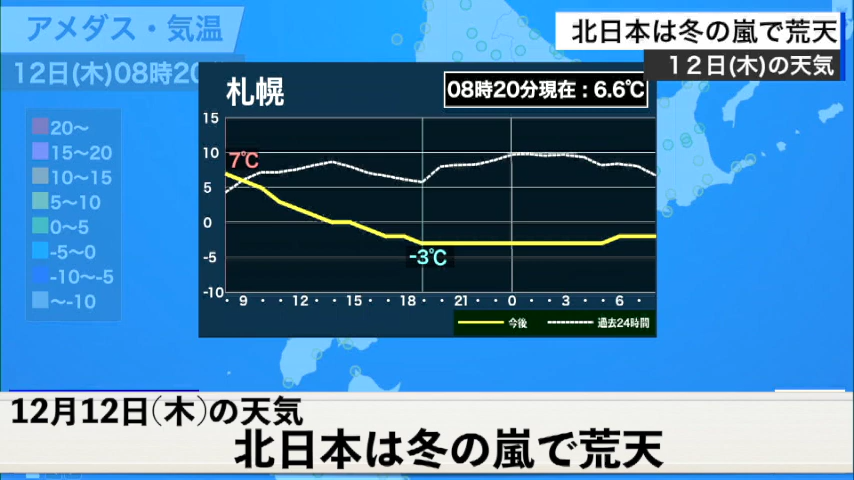 アメダス・気温
北日本は冬の嵐で荒天
12日(木)の天気
12日(木)08時20
20〜
15〜20
10〜15
5〜10
0〜5
-5〜0
-10〜-5
〜-10
札幌
08時20分現在：6.6℃
15
10
5
0
-5
-10
7℃
-3℃
・9・・12・・15・・18・・21・・0・・3・・6・
今後
過去24時間
12月12日(木)の天気
北日本は冬の嵐で荒天